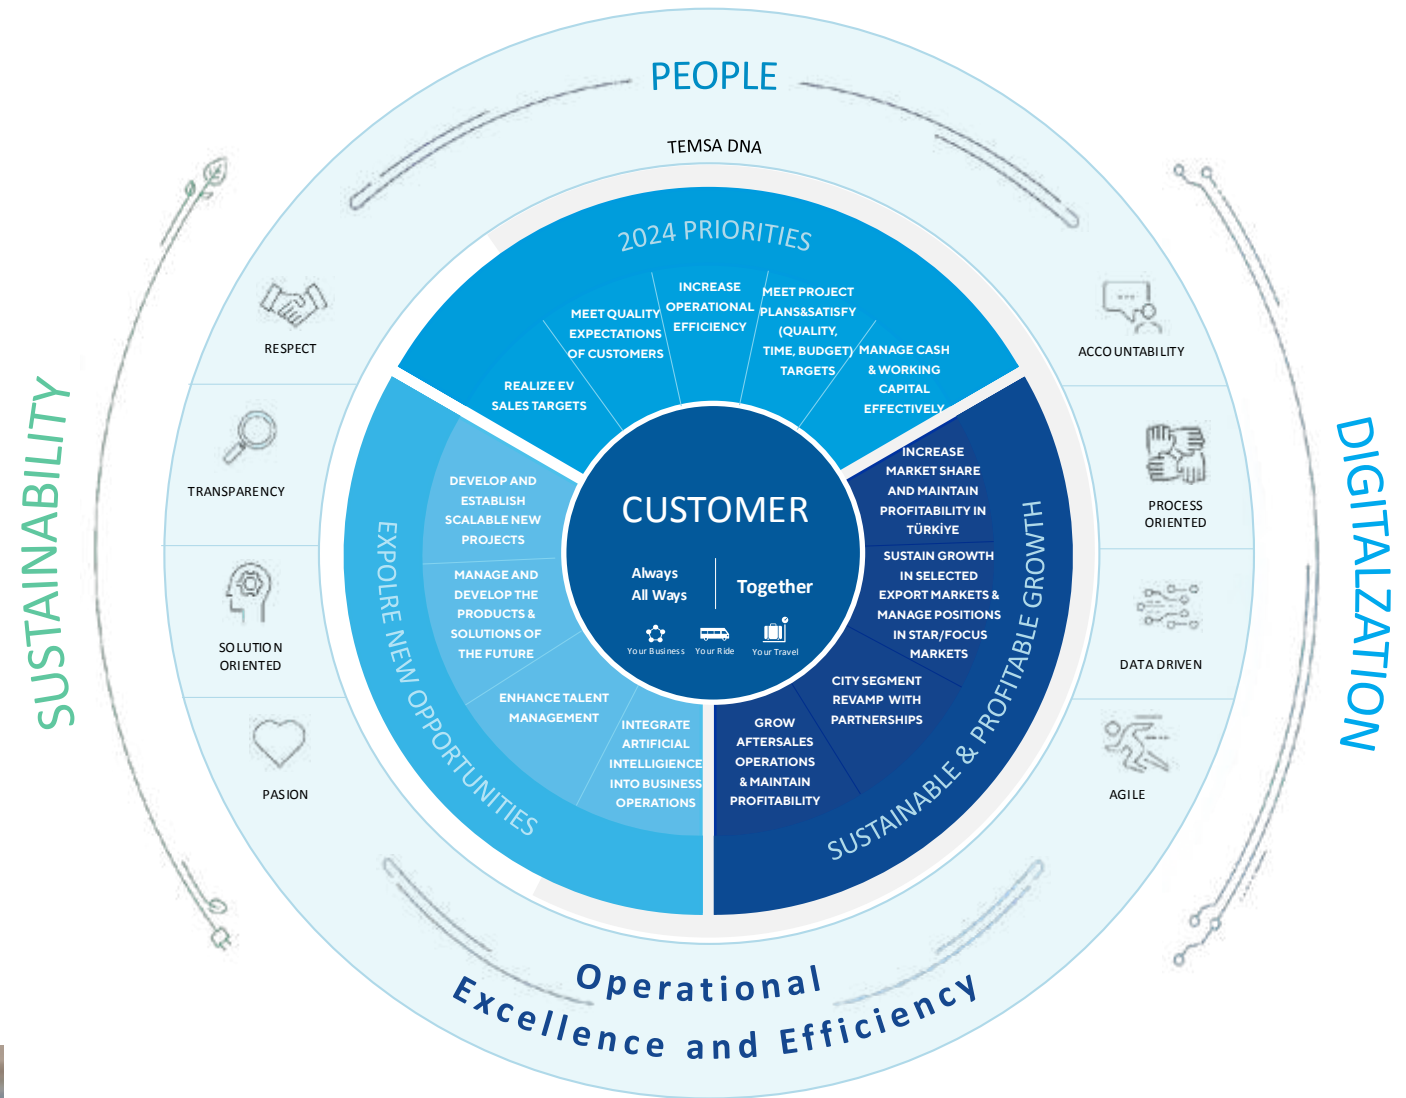 PEOPLE
TEMSA DNA
2024 PRIORITIES
REALIZE EV
SALES TARGETS
MEET QUALITY
EXPECTATIONS
OF CUSTOMERS
INCREASE
OPERATIONAL
EFFICIENCY
MEET PROJECT
PLANS&SATISFY
(QUALITY,
TIME, BUDGET)
TARGETS
MANAGE CASH
& WORKING
CAPITAL
EFFECTIVELY
SUSTAINABILITY
RESPECT
TRANSPARENCY
SOLUTION
ORIENTED
PASION
EXPOLRE NEW OPPORTUNITIES
DEVELOP AND
ESTABLISH
SCALABLE NEW
PROJECTS
MANAGE AND
DEVELOP THE
PRODUCTS &
SOLUTIONS OF
THE FUTURE
ENHANCE TALENT
MANAGEMENT
INTEGRATE
ARTIFICIAL
INTELLIGIENCE
INTO BUSINESS
OPERATIONS
CUSTOMER
Always
All Ways
Together
Your Business
Your Ride
Your Travel
INCREASE
MARKET SHARE
AND MAINTAIN
PROFITABILITY IN
TÜRKİYE
SUSTAIN GROWTH
IN SELECTED
EXPORT MARKETS &
MANAGE POSITIONS
IN STAR/FOCUS
MARKETS
CITY SEGMENT
REVAMP WITH
PARTNERSHIPS
GROW
AFTERSALES
OPERATIONS
& MAINTAIN
PROFITABILITY
SUSTAINABLE & PROFITABLE GROWTH
ACCOUNTABILITY
PROCESS
ORIENTED
DATA DRIVEN
AGILE
DIGITALZATION
Operational
Excellence and Efficiency